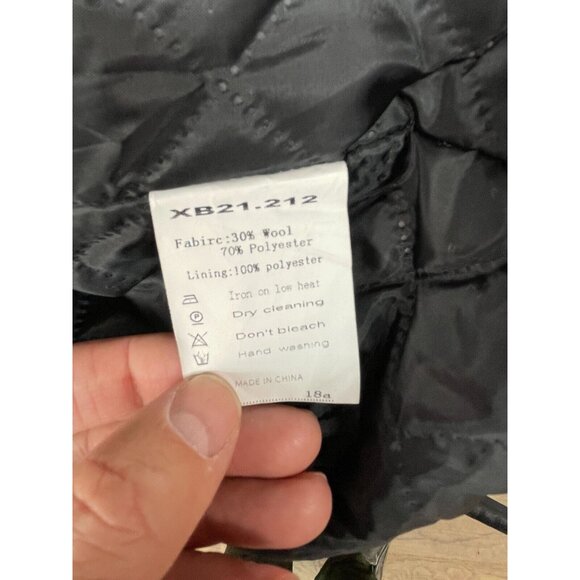 XB21.212
Fabirc:30% Wool
70% Polyester
Lining:100% polyester
Iron on low heat
Dry cleaning
Don't bleach
Hand washing
MADE IN CHINA
18a